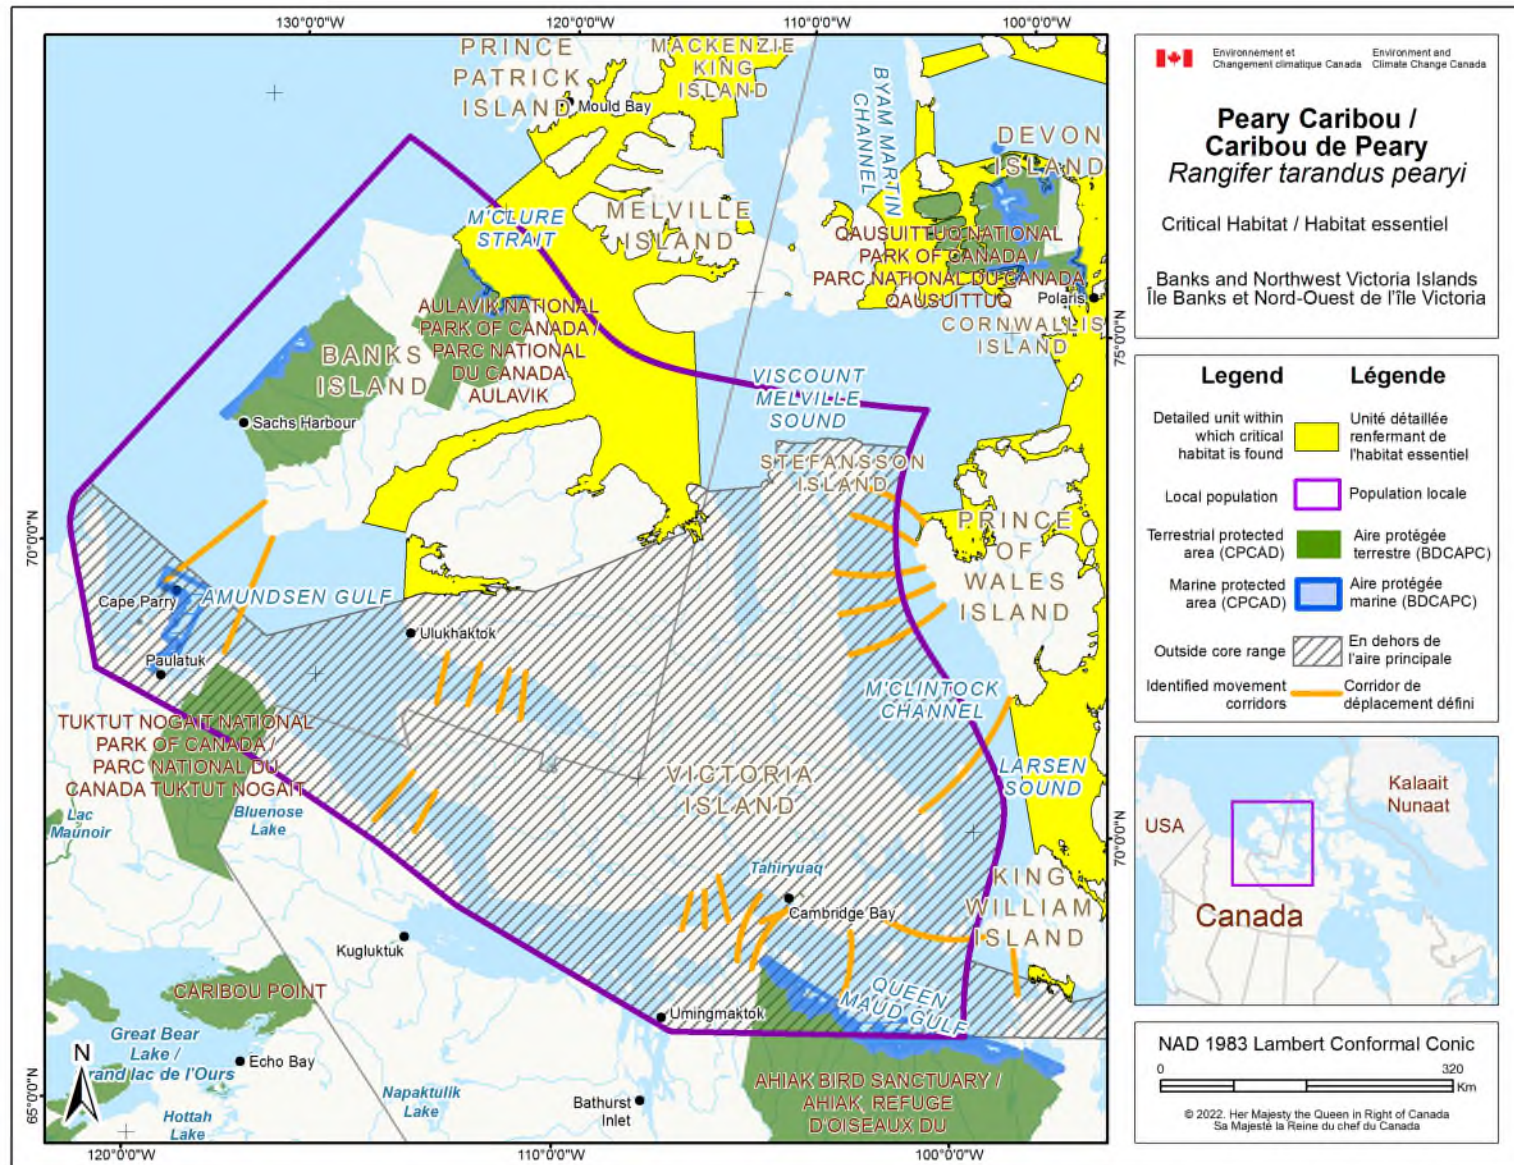 130°0'0"W
120°0'0"W
110°0'0"W
100°0'0"W
PRINCE
PATRICK
ISLAND
Mould Bay
MACKENZIE
KING
ISLAND
BYAM MARTIN
CHANNEL
DEVON
ISLAND
M'CLURE
STRAIT
MELVILLE
ISLAND
QAUSUITTUQ NATIONAL
PARK OF CANADA /
PARC NATIONAL DU CANADA
QAUSUITTUQ
Polaris
CORNWALLIS
ISLAND
AULAVIK NATIONAL
PARK OF CANADA /
PARC NATIONAL
DU CANADA
AULAVIK
BANKS
ISLAND
Sachs Harbour
VISCOUNT
MELVILLE
SOUND
STEFANSSON
ISLAND
PRINCE
OF
WALES
ISLAND
75°0'0"N
70°0'0"N
Cape Parry
AMUNDSEN GULF
Ulukhaktok
Paulatuk
M'CLINTOCK
CHANNEL
TUKTUT NOGAIT NATIONAL
PARK OF CANADA /
PARC NATIONAL DU
CANADA TUKTUT NOGAIT
Lac
Maunoir
Bluenose
Lake
VICTORIA
ISLAND
LARSEN
SOUND
70°0'0"N
Tahiryuaq
Cambridge Bay
KING
WILLIAM
ISLAND
Kugluktuk
CARIBOU POINT
Umingmaktok
QUEEN
MAUD GULF
Great Bear
Lake /
rand lac de l'Ours
Echo Bay
N
Hottah
Lake
Napaktulik
Lake
Bathurst
Inlet
AHIAK BIRD SANCTUARY /
AHIAK, REFUGE
D'OISEAUX DU
65°0'0"N
120°0'0"W
110°0'0"W
100°0'0"W
Environnement et
Changement climatique Canada
Environment and
Climate Change Canada
Peary Caribou /
Caribou de Peary
Rangifer tarandus pearyi
Critical Habitat / Habitat essentiel
Banks and Northwest Victoria Islands
Île Banks et Nord-Ouest de l'île Victoria
Legend
Légende
Detailed unit within
which critical
habitat is found
Unité détaillée
renfermant de
l'habitat essentiel
Local population
Population locale
Terrestrial protected
area (CPCAD)
Aire protégée
terrestre (BDCAPC)
Marine protected
area (CPCAD)
Aire protégée
marine (BDCAPC)
Outside core range
En dehors de
l'aire principale
Identified movement
corridors
Corridor de
déplacement défini
USA
Kalaait
Nunaat
Canada
NAD 1983 Lambert Conformal Conic
0
320
Km
© 2022. Her Majesty the Queen in Right of Canada
Sa Majesté la Reine du chef du Canada